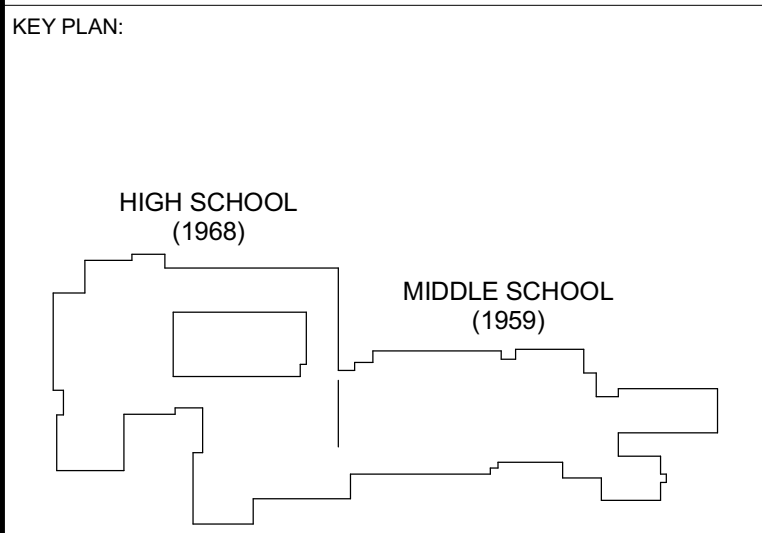 KEY PLAN:
HIGH SCHOOL
(1968)
MIDDLE SCHOOL
(1959)